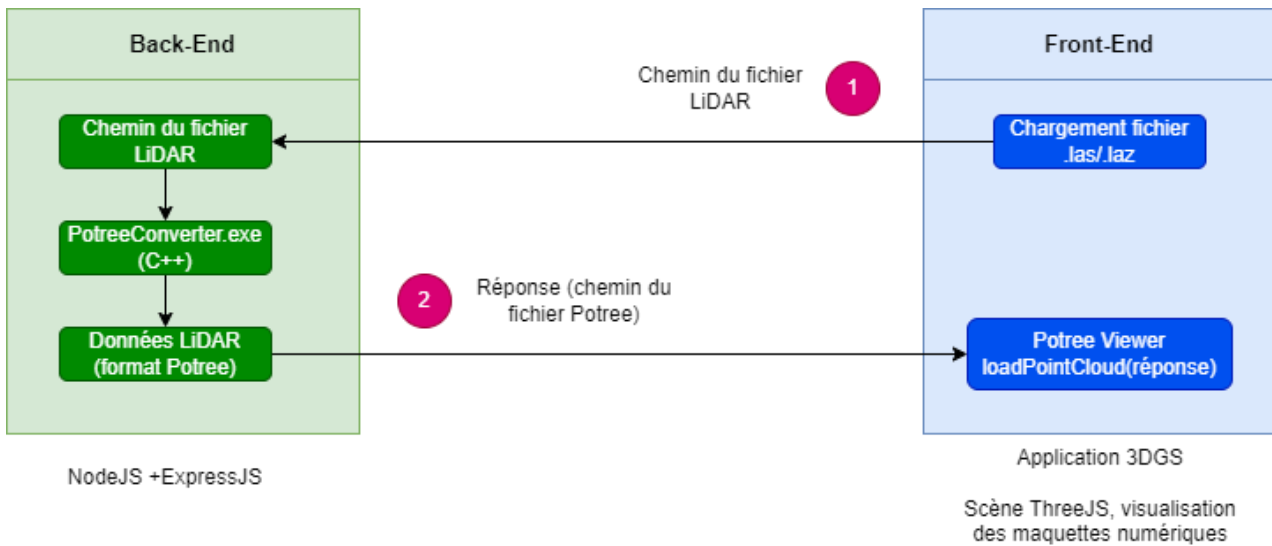 Back-End
Front-End
Chemin du fichier
LiDAR
1
Chemin du fichier
LiDAR
Chargement fichier
.las/.laz
PotreeConverter.exe
(C++)
2
Réponse (chemin du
fichier Potree)
Données LiDAR
(format Potree)
Potree Viewer
loadPointCloud(réponse)
NodeJS +ExpressJS
Application 3DGS
Scène ThreeJS, visualisation
des maquettes numériques